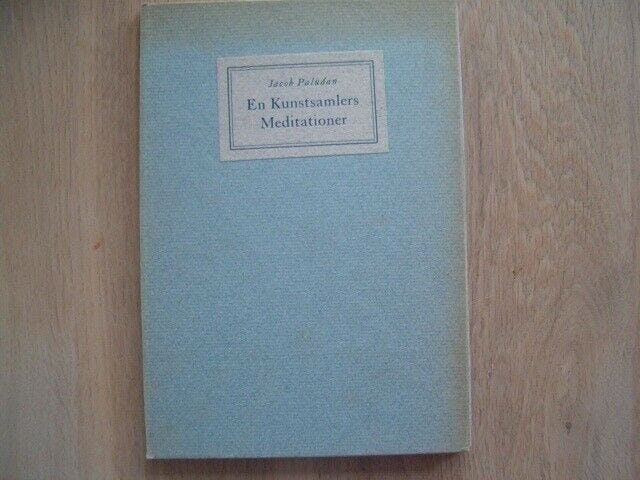 Jacob Paludan
En Kunstsamlers
Meditationer